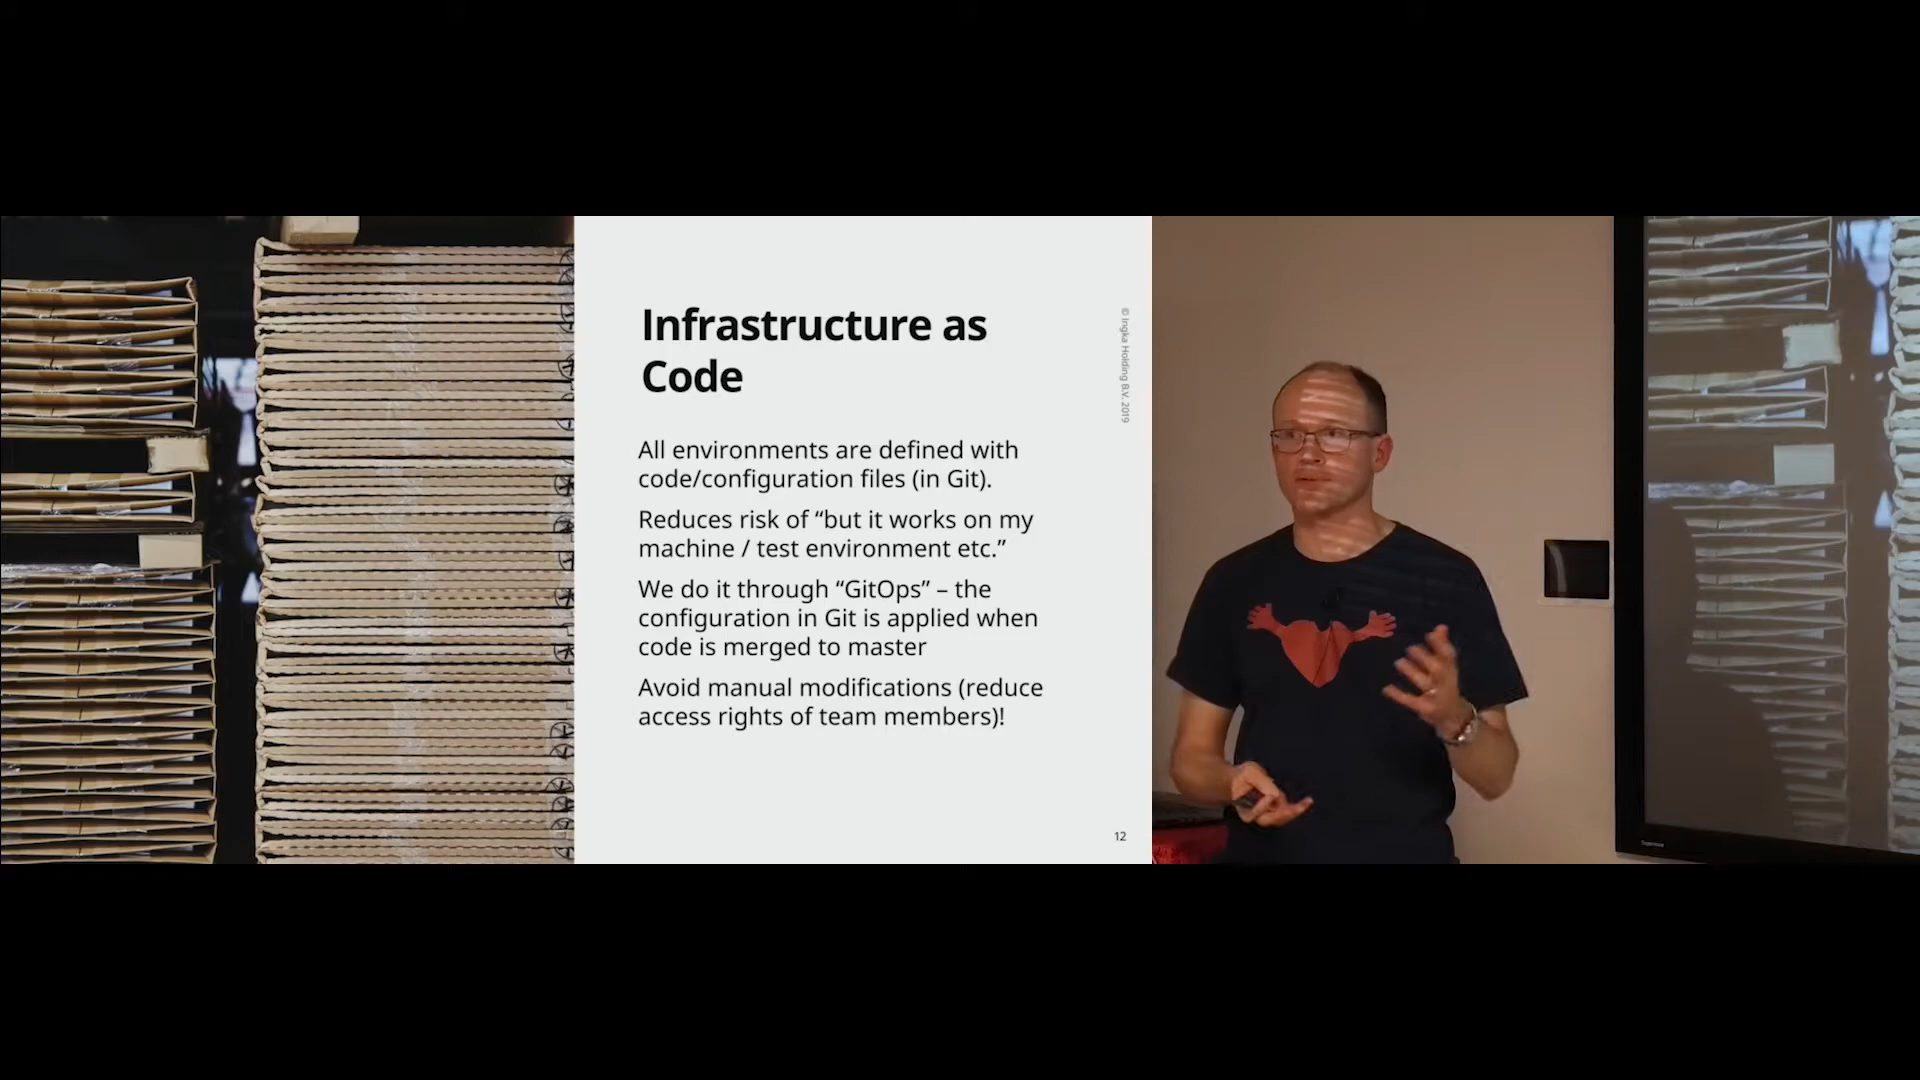 Infrastructure as
Code
All environments are defined with
code/configuration files (in Git).
Reduces risk of “but it works on my
machine / test environment etc.”
We do it through “GitOps” – the
configuration in Git is applied when
code is merged to master
Avoid manual modifications (reduce
access rights of team members)!
© Ingka Holding B.V. 2019
12